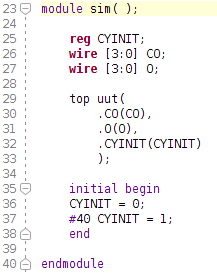 23 module sim( );
24
25 reg CYINIT;
26 wire [3:0] CO;
27 wire [3:0] O;
28
29 top uut(
30 .CO(CO),
31 .O(O),
32 .CYINIT(CYINIT)
33 );
34
35 initial begin
36 CYINIT = 0;
37 #40 CYINIT = 1;
38 end
39
40 endmodule